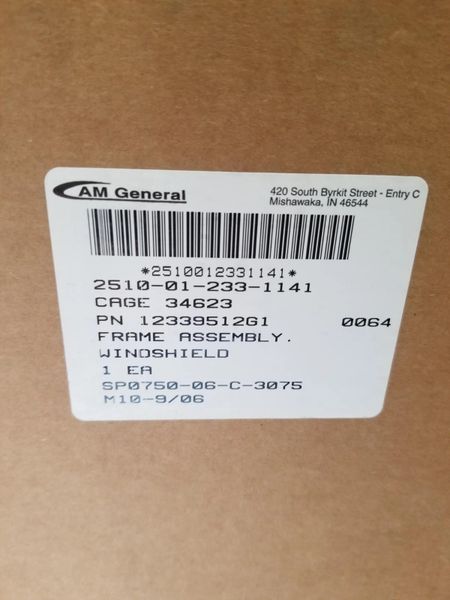 AM General
420 South Byrkit Street - Entry C
Mishawaka, IN 46544
*2510012331141*
2510-01-233-1141
CAGE 34623
PN 12339512G1 0064
FRAME ASSEMBLY.
WINDSHIELD
1 EA
SP0750-06-C-3075
M10-9/06